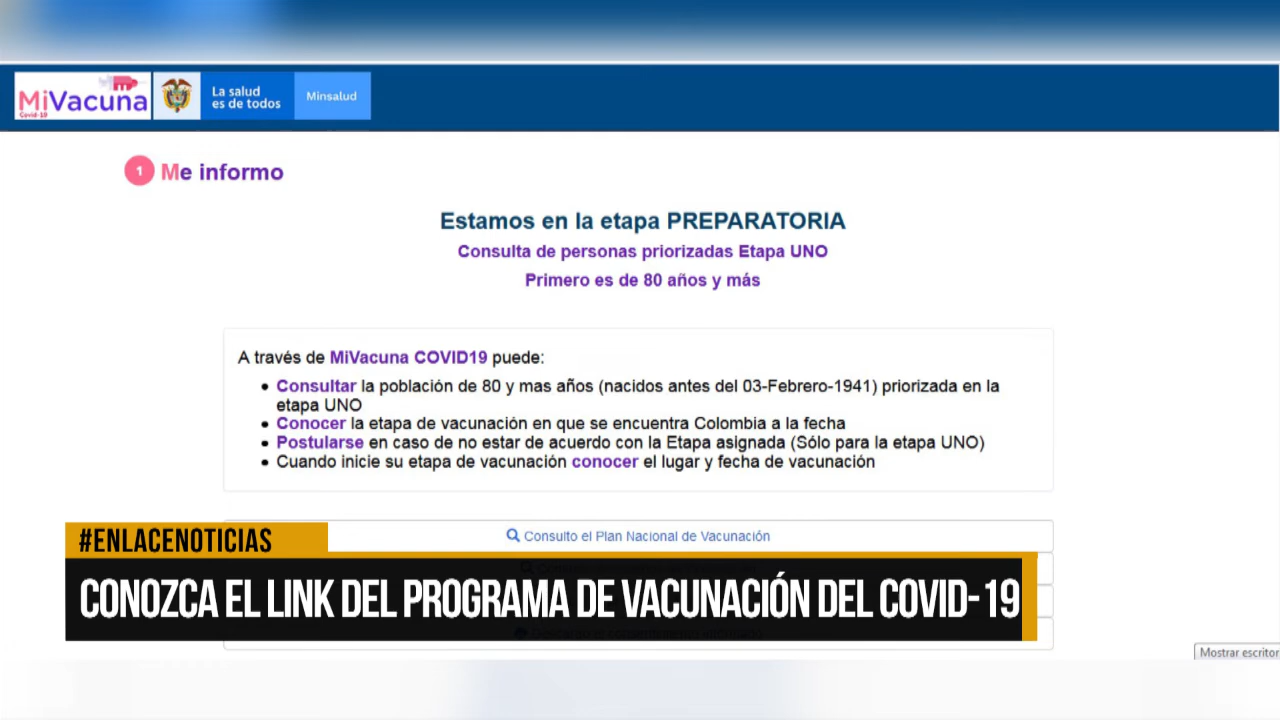 MiVacuna
Covid-19
La salud
es de todos
Minsalud
1 Me informo
Estamos en la etapa PREPARATORIA
Consulta de personas priorizadas Etapa UNO
Primero es de 80 años y más
A través de MiVacuna COVID19 puede:
• Consultar la población de 80 y mas años (nacidos antes del 03-Febrero-1941) priorizada en la
etapa UNO
• Conocer la etapa de vacunación en que se encuentra Colombia a la fecha
• Postularse en caso de no estar de acuerdo con la Etapa asignada (Sólo para la etapa UNO)
• Cuando inicie su etapa de vacunación conocer el lugar y fecha de vacunación
Consulto el Plan Nacional de Vacunación
#ENLACENOTICIAS
CONOZCA EL LINK DEL PROGRAMA DE VACUNACIÓN DEL COVID-19
Mostrar escritor